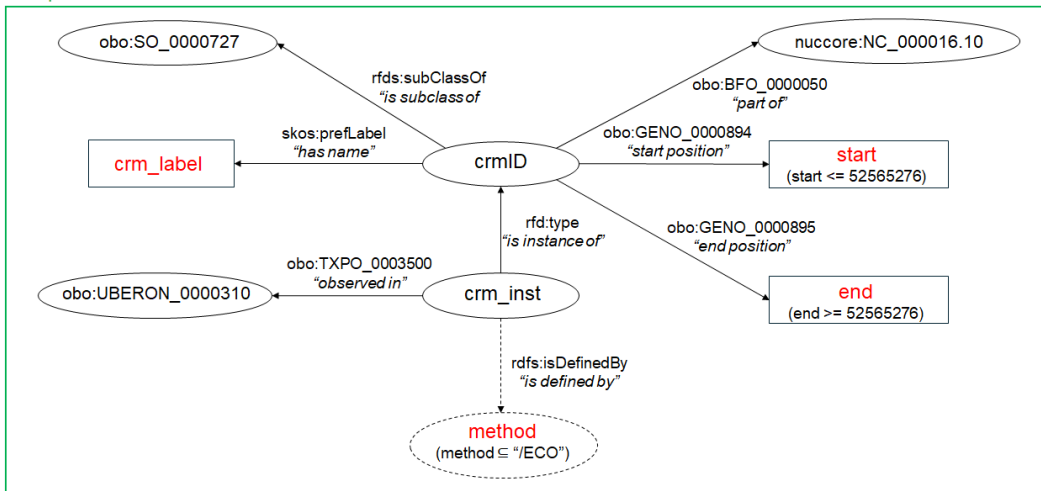 obo:SO_0000727
nuccore:NC_000016.10
rfds:subClassOf
"is subclass of
obo:BFO_0000050
"part of"
skos:prefLabel
"has name"
obo:GENO_0000894
"start position"
crm_label
crmID
start
(start <= 52565276)
rfd:type
"is instance of"
obo:GENO_0000895
"end position"
obo:TXPO_0003500
"observed in"
obo:UBERON_0000310
crm_inst
end
(end >= 52565276)
rdfs:isDefinedBy
"is defined by"
method
(method ⊆ "/ECO")